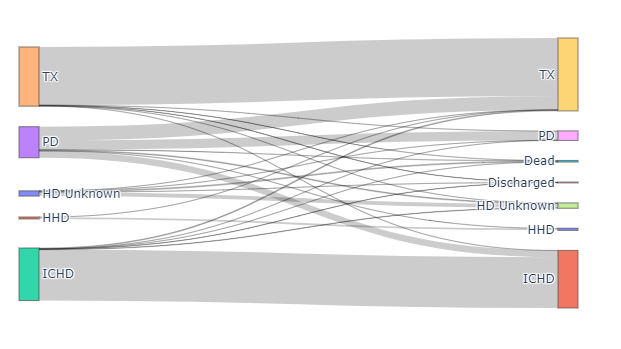 TX
PD
HD-Unknown
HHD
ICHD
TX
PD
Dead
Discharged
HD-Unknown
HHD
ICHD